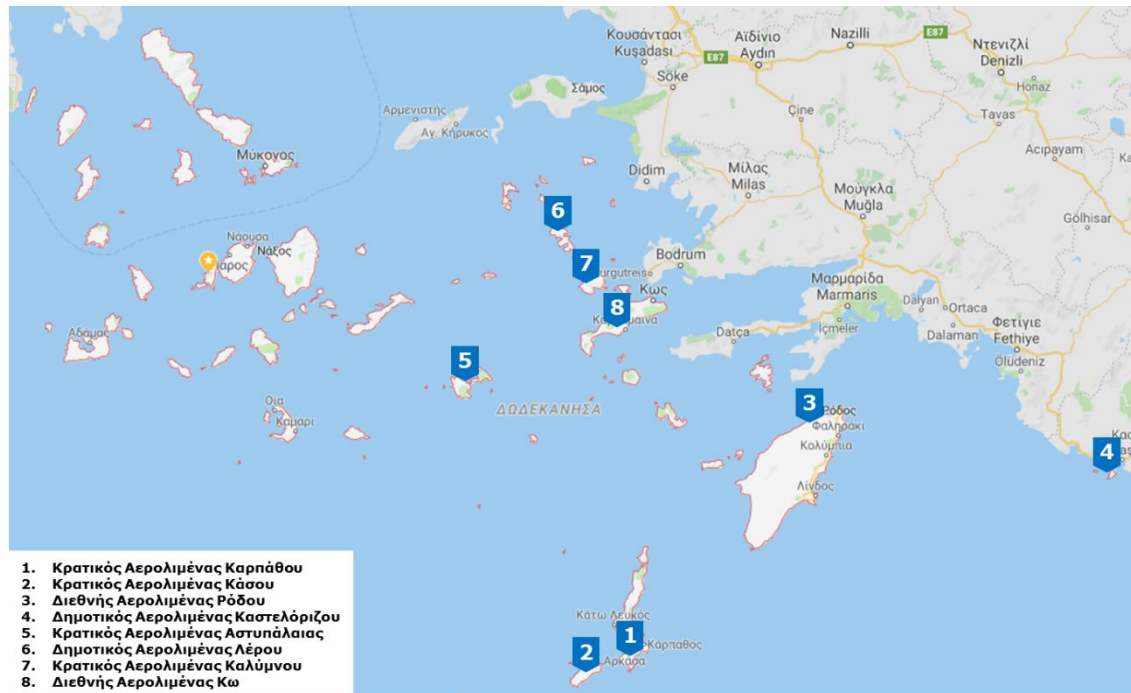 Κουσάντασι
Kuşadası
Αϊδίνιο
Aydın
Nazilli
E87
E87
Ντενιζλί
Denizli
Honaz
Söke
Σάμος
Αρμενιστής
Αγ. Κήρυκος
Çine
Tavas
Acıpayam
Μύκονος
Didim
Μίλας
Milas
Μούγκλα
Muğla
Gölhisar
6
Νάουσα
Νάξος
7
Bodrum
Κως
8
Μαρμαρίδα
Marmaris
İçmeler
Dalyan
Ortaca
Dalaman
Φετίγιε
Fethiye
Ölüdeniz
Datça
Αδάμας
5
ΔΩΔΕΚΑΝΗΣΑ
Οία
Καμάρι
3
Ρόδος
Φαληράκι
Κολύμπια
Λίνδος
4
Κάτω Λευκός
1
Κάρπαθος
2
Αρκάσα
1. Κρατικός Αερολιμένας Καρπάθου
2. Κρατικός Αερολιμένας Κάσου
3. Διεθνής Αερολιμένας Ρόδου
4. Δημοτικός Αερολιμένας Καστελόριζου
5. Κρατικός Αερολιμένας Αστυπάλαιας
6. Δημοτικός Αερολιμένας Λέρου
7. Κρατικός Αερολιμένας Καλύμνου
8. Διεθνής Αερολιμένας Κω